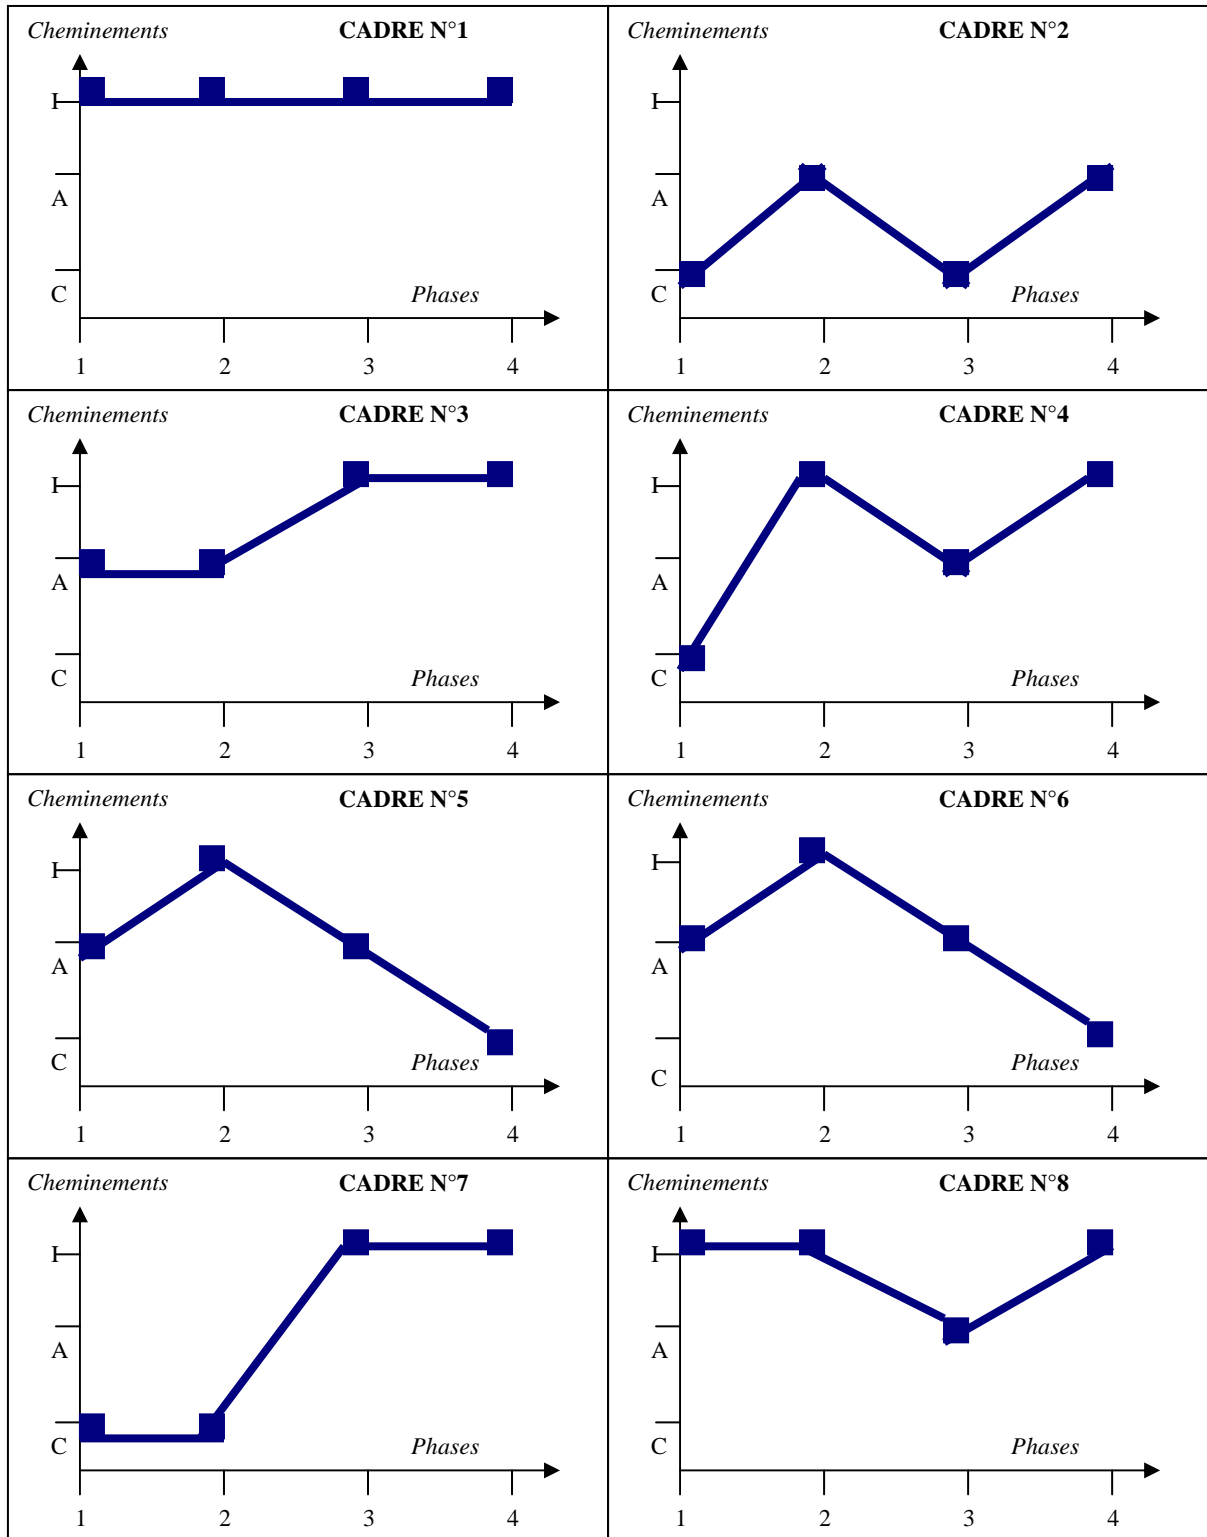 Cheminements CADRE N°1
I
A
C
Phases
1 2 3 4
Cheminements CADRE N°2
I
A
C
Phases
1 2 3 4
Cheminements CADRE N°3
I
A
C
Phases
1 2 3 4
Cheminements CADRE N°4
I
A
C
Phases
1 2 3 4
Cheminements CADRE N°5
I
A
C
Phases
1 2 3 4
Cheminements CADRE N°6
I
A
C
Phases
1 2 3 4
Cheminements CADRE N°7
I
A
C
Phases
1 2 3 4
Cheminements CADRE N°8
I
A
C
Phases
1 2 3 4